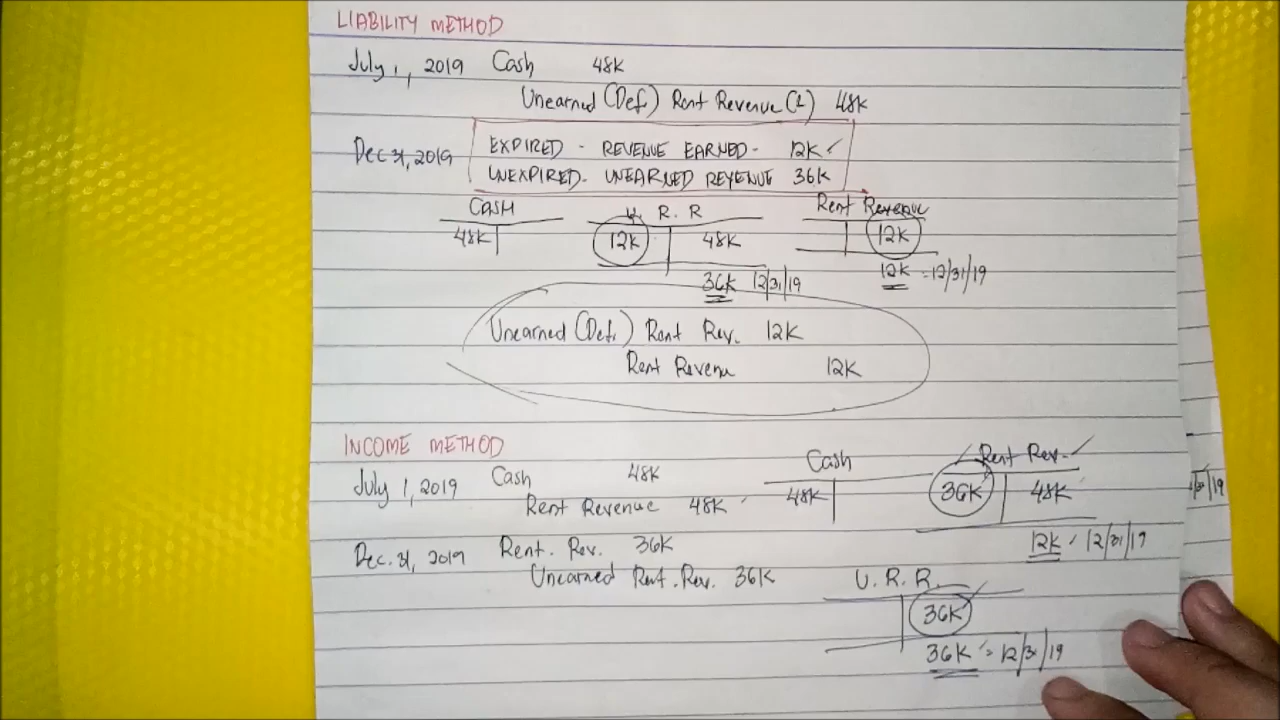 LIABILITY METHOD
July 1, 2019 Cash 48K
Unearned (Def.) Rent Revenue (L) 48K
Dec 31, 2019 EXPIRED - REVENUE EARNED - 12K ✓
UNEXPIRED - UNEARNED REVENUE 36K
CASH U. R. R Rent Revenue
48K 12K 48K 12K
36K 12/31/19 12K - 12/31/19
Unearned (Def.) Rent Rev. 12K
Rent Revenue 12K
INCOME METHOD
July 1, 2019 Cash 48K
Rent Revenue 48K
Cash Rent Rev.
48K 36K 48K
12K 12/31/19
Dec. 31, 2019 Rent. Rev. 36K
Unearned Rent. Rev. 36K
U. R. R.
36K
36K = 12/31/19